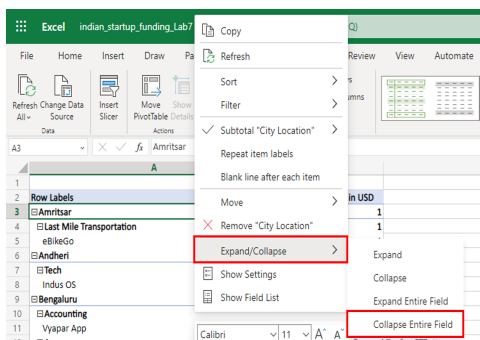 Excel indian_startup_funding_Lab7
Q)
File Home Insert Draw Pa
Review View Automate
Refresh All
Change Data Source
Insert Slicer
Move PivotTable
Show Details
Data
Actions
A3
fx Amritsar
A
1
2 Row Labels in USD
3 Amritsar 1
4 Last Mile Transportation 1
5 eBikeGo
6 Andheri
7 Tech
8 Indus OS
9 Bengaluru
10 Accounting
11 Vyapar App
Copy
Refresh
Sort
Filter
Subtotal "City Location"
Repeat item labels
Blank line after each item
Move
Remove "City Location"
Expand/Collapse
Show Settings
Show Field List
Calibri 11 A A
Expand
Collapse
Expand Entire Field
Collapse Entire Field